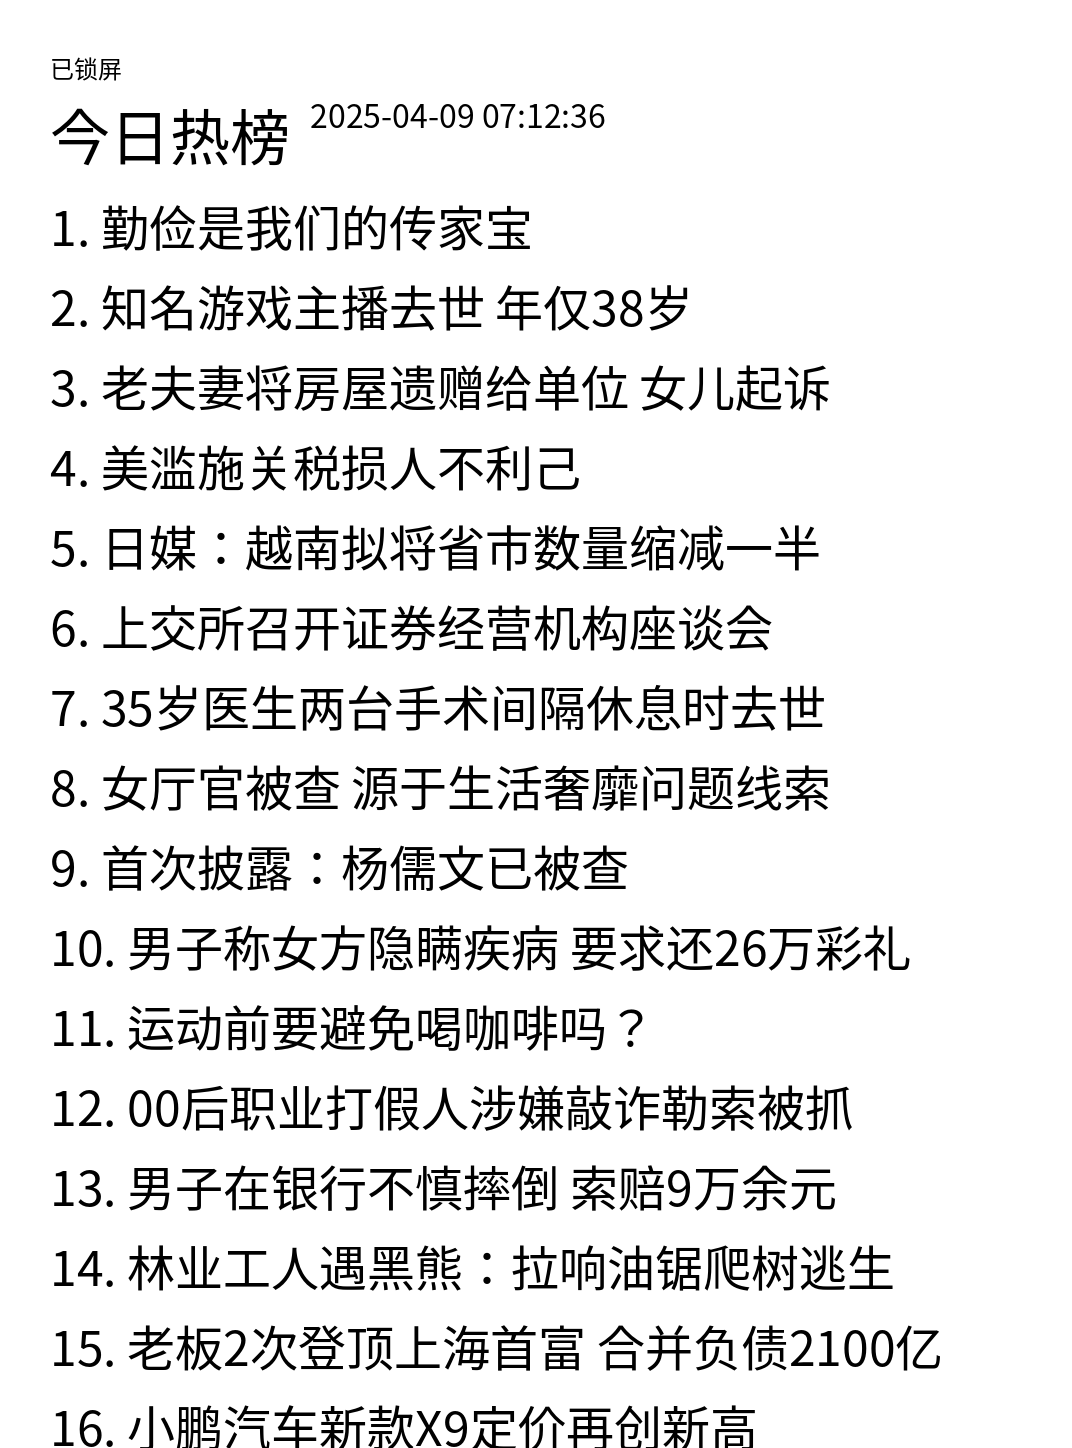 已锁屏
今日热榜 2025-04-09 07:12:36
1. 勤俭是我们的传家宝
2. 知名游戏主播去世 年仅38岁
3. 老夫妻将房屋遗赠给单位 女儿起诉
4. 美滥施关税损人不利己
5. 日媒：越南拟将省市数量缩减一半
6. 上交所召开证券经营机构座谈会
7. 35岁医生两台手术间隔休息时去世
8. 女厅官被查 源于生活奢靡问题线索
9. 首次披露：杨儒文已被查
10. 男子称女方隐瞒疾病 要求还26万彩礼
11. 运动前要避免喝咖啡吗？
12. 00后职业打假人涉嫌敲诈勒索被抓
13. 男子在银行不慎摔倒 索赔9万余元
14. 林业工人遇黑熊：拉响油锯爬树逃生
15. 老板2次登顶上海首富 合并负债2100亿
16. 小鹏汽车新款X9定价再创新高